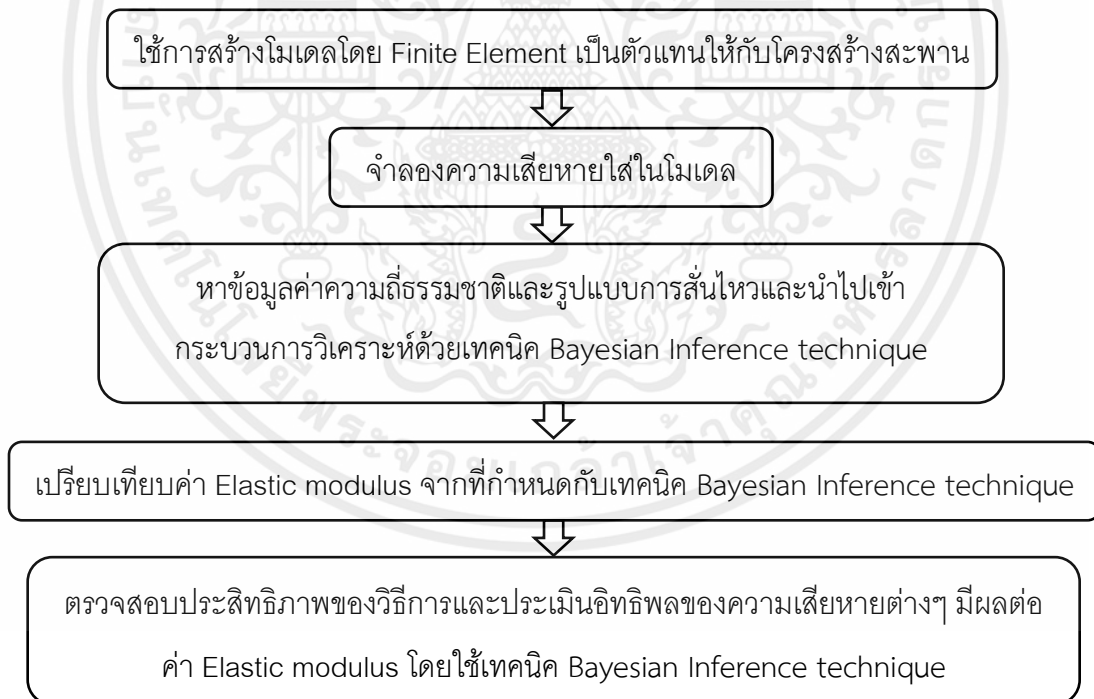 ใช้การสร้างโมเดลโดย Finite Element เป็นตัวแทนให้กับโครงสร้างสะพาน
จำลองความเสียหายใส่ในโมเดล
หาข้อมูลค่าความถี่ธรรมชาติและรูปแบบการสั่นไหวและนำไปเข้า
กระบวนการวิเคราะห์ด้วยเทคนิค Bayesian Inference technique
เปรียบเทียบค่า Elastic modulus จากที่กำหนดกับเทคนิค Bayesian Inference technique
ตรวจสอบประสิทธิภาพของวิธีการและประเมินอิทธิพลของความเสียหายต่างๆ มีผลต่อ
ค่า Elastic modulus โดยใช้เทคนิค Bayesian Inference technique